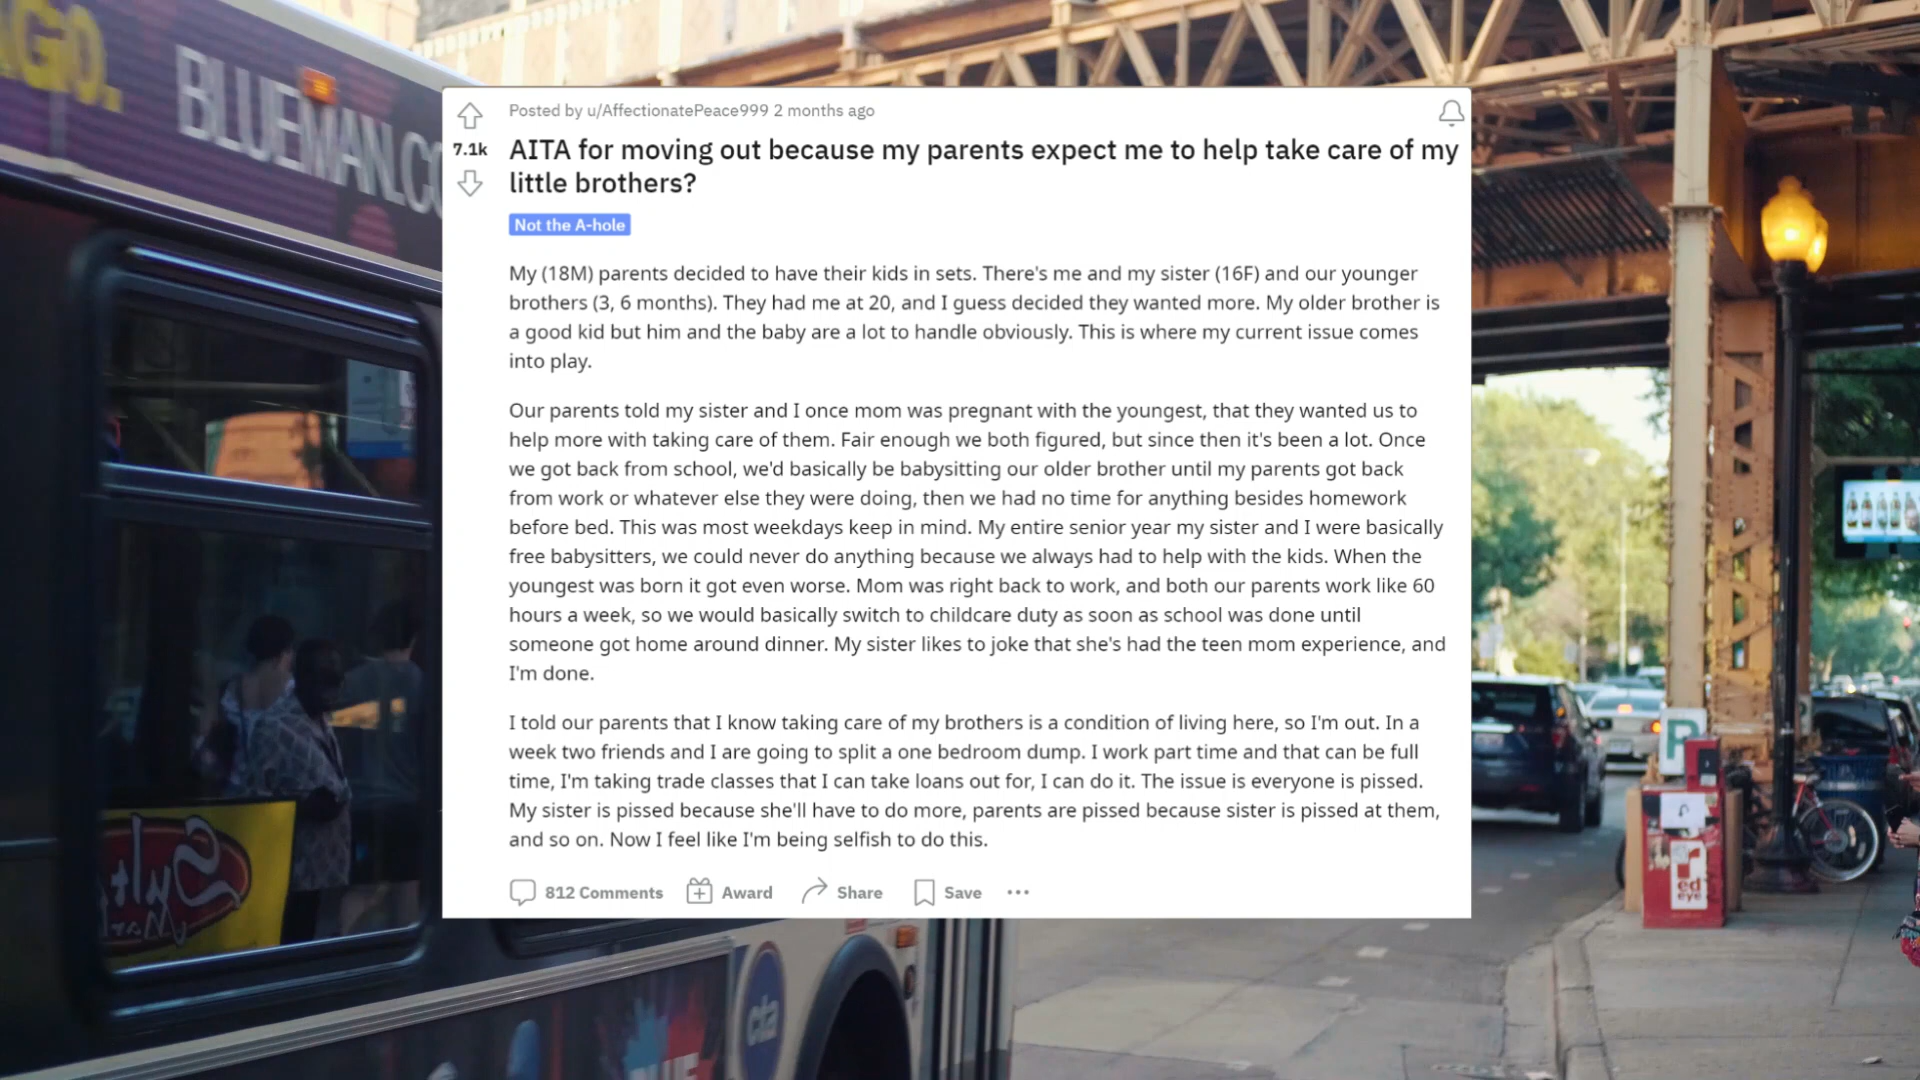 GO.
BLUEMAN.CO
Posted by u/AffectionatePeace999 2 months ago
7.1k
AITA for moving out because my parents expect me to help take care of my
little brothers?
Not the A-hole
My (18M) parents decided to have their kids in sets. There's me and my sister (16F) and our younger
brothers (3, 6 months). They had me at 20, and I guess decided they wanted more. My older brother is
a good kid but him and the baby are a lot to handle obviously. This is where my current issue comes
into play.
Our parents told my sister and I once mom was pregnant with the youngest, that they wanted us to
help more with taking care of them. Fair enough we both figured, but since then it's been a lot. Once
we got back from school, we'd basically be babysitting our older brother until my parents got back
from work or whatever else they were doing, then we had no time for anything besides homework
before bed. This was most weekdays keep in mind. My entire senior year my sister and I were basically
free babysitters, we could never do anything because we always had to help with the kids. When the
youngest was born it got even worse. Mom was right back to work, and both our parents work like 60
hours a week, so we would basically switch to childcare duty as soon as school was done until
someone got home around dinner. My sister likes to joke that she's had the teen mom experience, and
I'm done.
I told our parents that I know taking care of my brothers is a condition of living here, so I'm out. In a
week two friends and I are going to split a one bedroom dump. I work part time and that can be full
time, I'm taking trade classes that I can take loans out for, I can do it. The issue is everyone is pissed.
My sister is pissed because she'll have to do more, parents are pissed because sister is pissed at them,
and so on. Now I feel like I'm being selfish to do this.
812 Comments Award Share Save
P
red
eye
cta